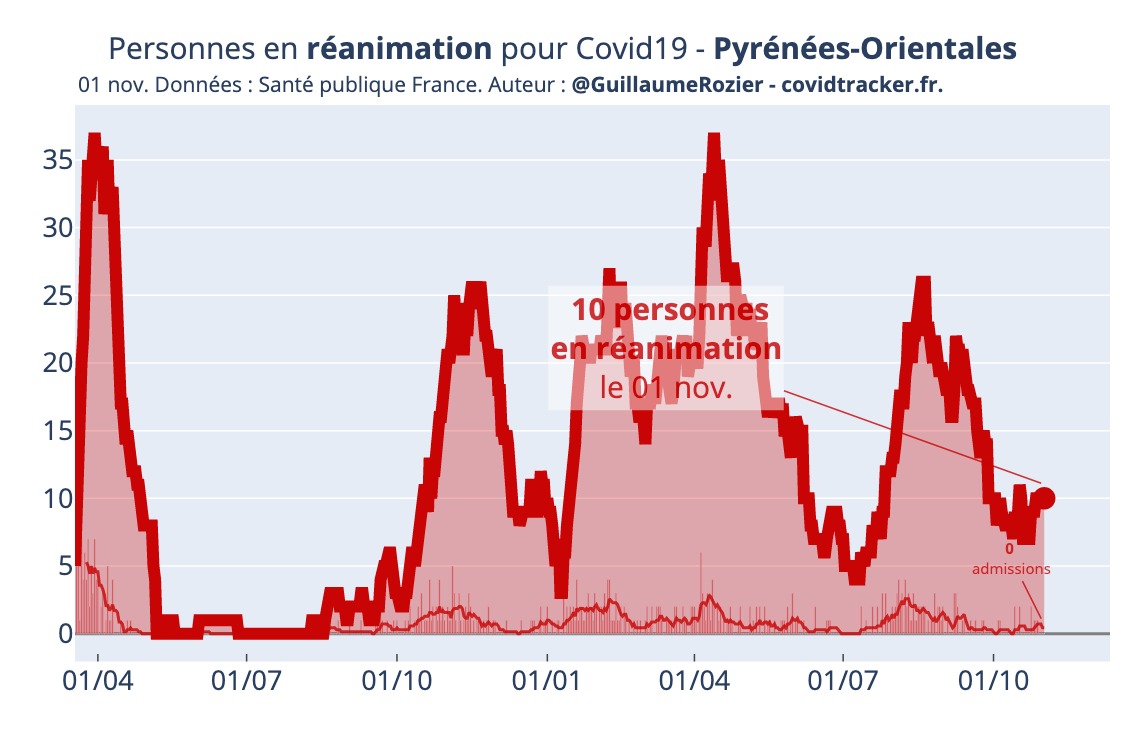 Personnes en réanimation pour Covid19 - Pyrénées-Orientales
01 nov. Données : Santé publique France. Auteur : @GuillaumeRozier - covidtracker.fr.
35
30
25
20
15
10
5
0
10 personnes
en réanimation
le 01 nov.
0
admissions
01/04
01/07
01/10
01/01
01/04
01/07
01/10